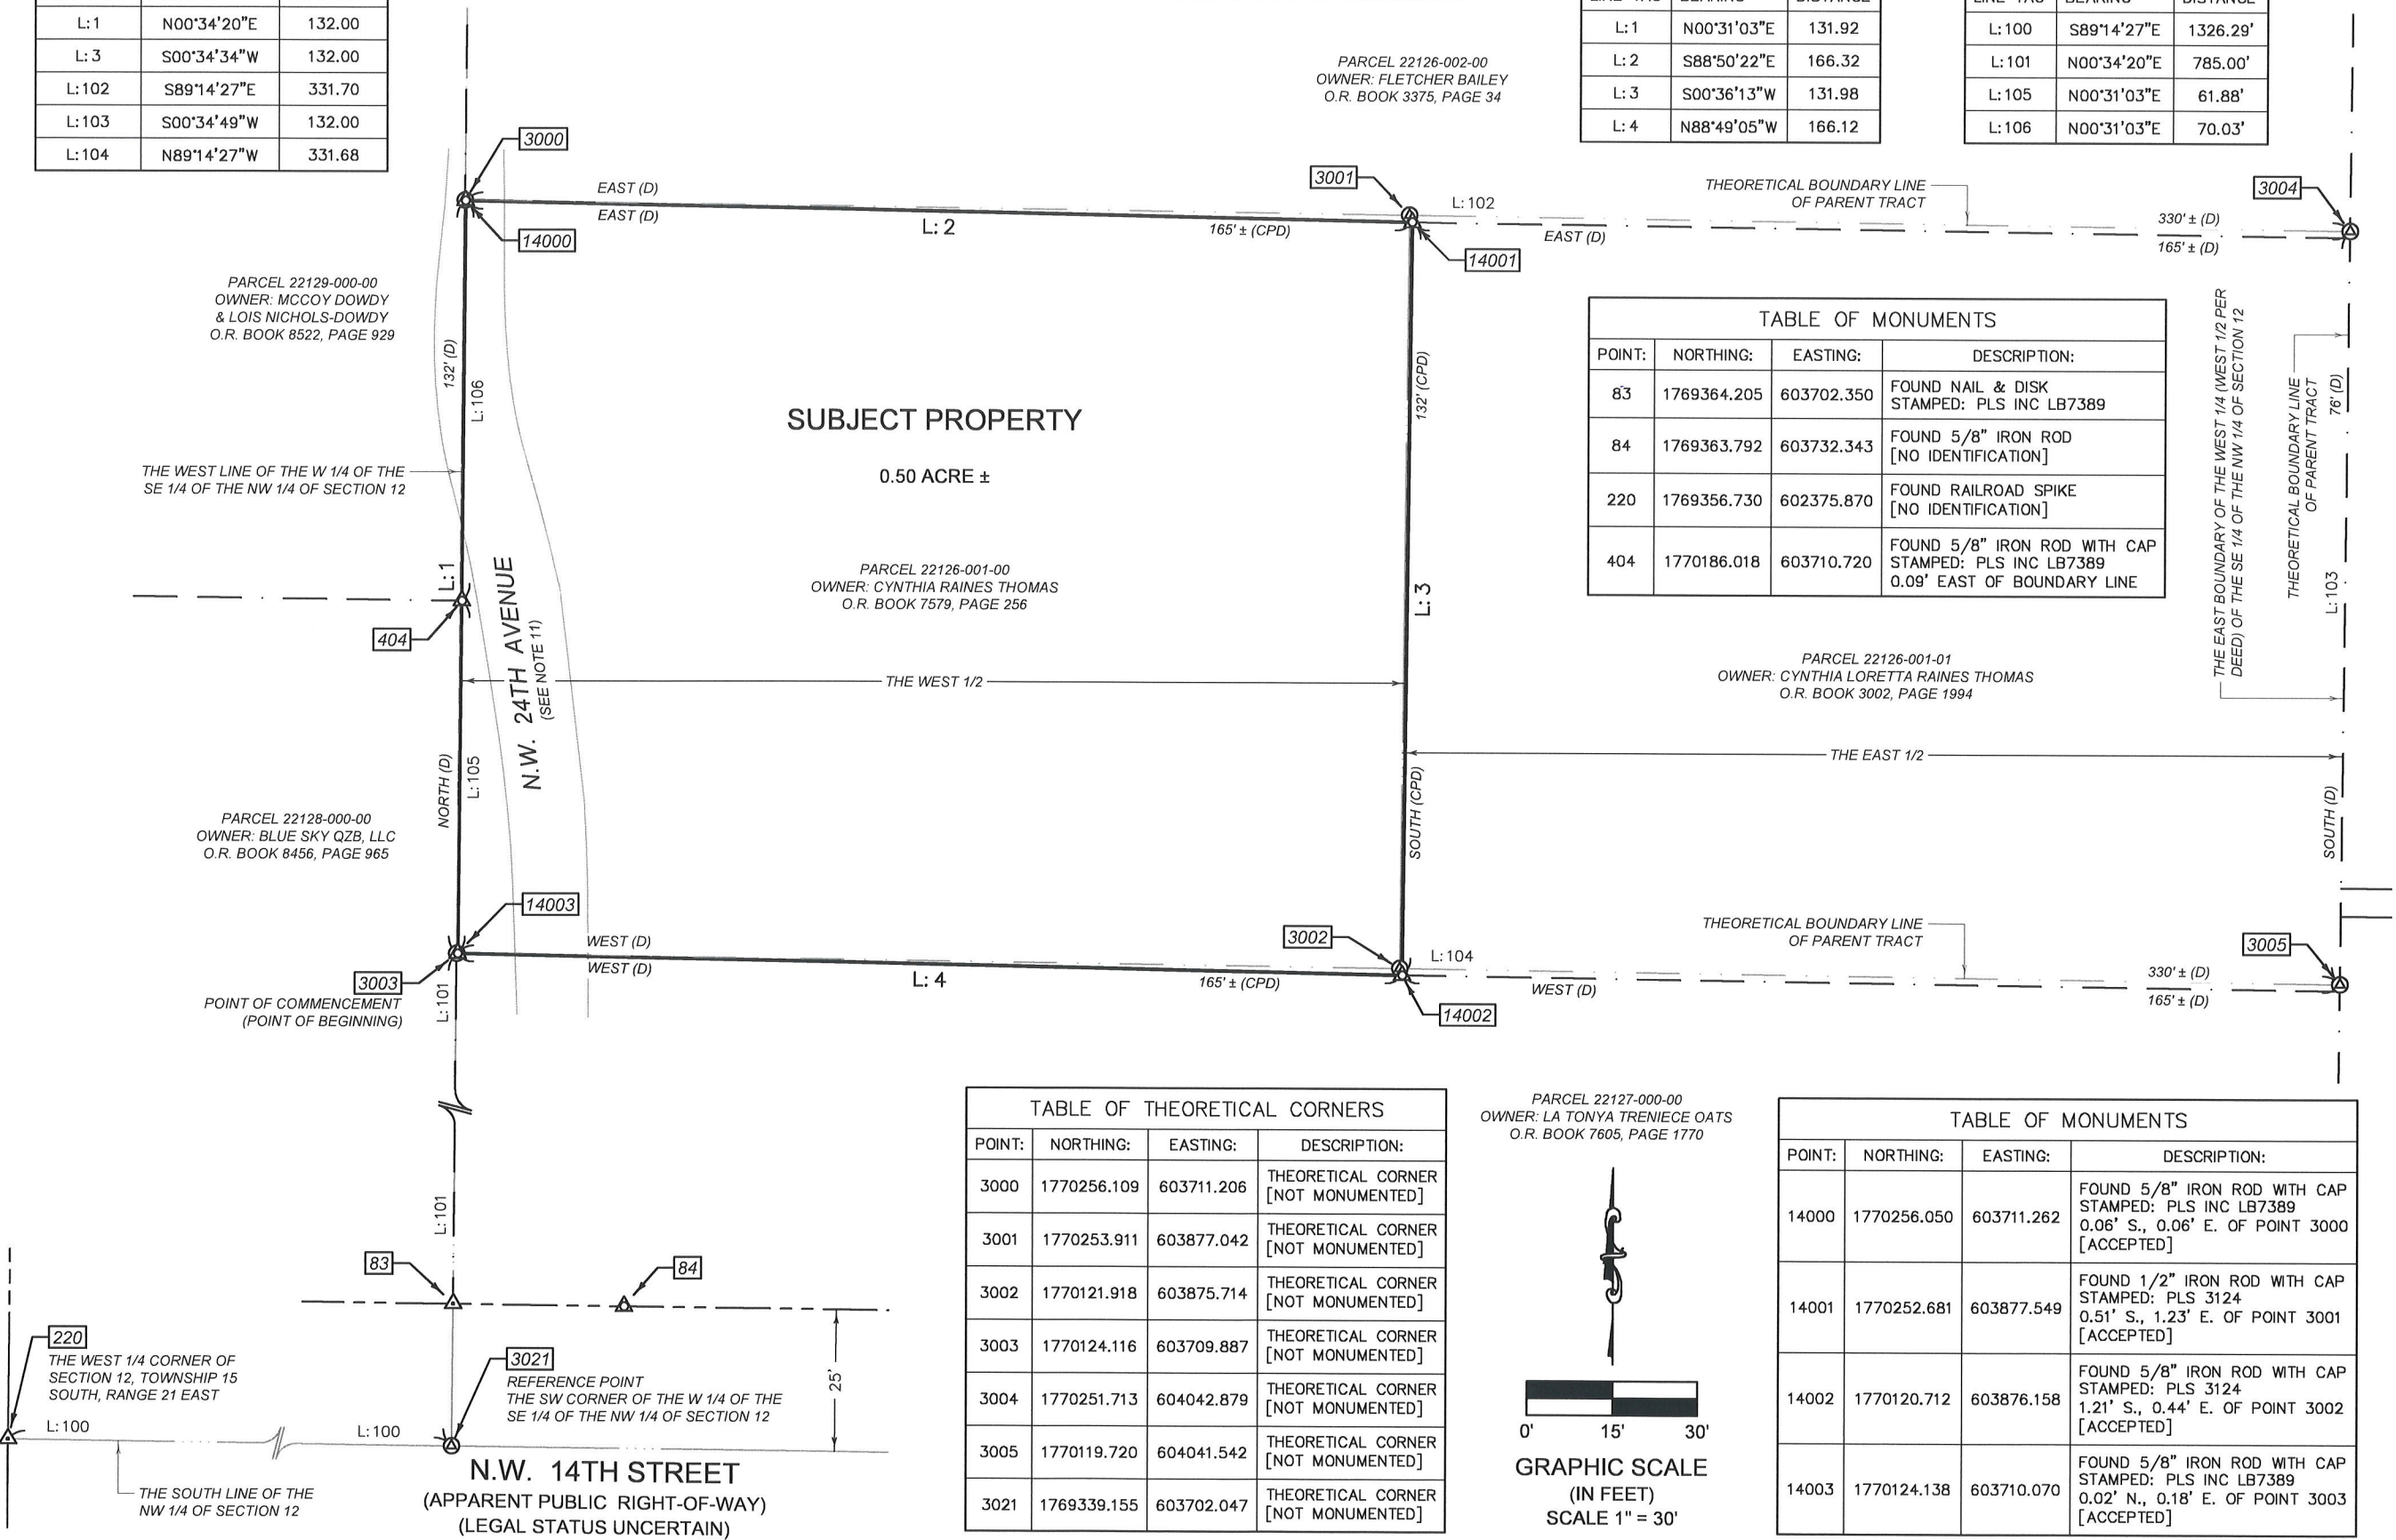 L:1 N00°34'20"E 132.00
L:3 S00°34'34"W 132.00
L:102 S89°14'27"E 331.70
L:103 S00°34'49"W 132.00
L:104 N89°14'27"W 331.68
LINE TAG BEARING DISTANCE
L:1 N00°31'03"E 131.92
L:2 S88°50'22"E 166.32
L:3 S00°36'13"W 131.98
L:4 N88°49'05"W 166.12
LINE TAG BEARING DISTANCE
L:100 S89°14'27"E 1326.29'
L:101 N00°34'20"E 785.00'
L:105 N00°31'03"E 61.88'
L:106 N00°31'03"E 70.03'
PARCEL 22126-002-00
OWNER: FLETCHER BAILEY
O.R. BOOK 3375, PAGE 34
3000
14000
EAST (D)
EAST (D)
L:2
165' ± (CPD)
3001
L:102
14001
EAST (D)
THEORETICAL BOUNDARY LINE
OF PARENT TRACT
330' ± (D)
165' ± (D)
3004
PARCEL 22129-000-00
OWNER: MCCOY DOWDY
& LOIS NICHOLS-DOWDY
O.R. BOOK 8522, PAGE 929
132' (D)
L:106
THE WEST LINE OF THE W 1/4 OF THE
SE 1/4 OF THE NW 1/4 OF SECTION 12
SUBJECT PROPERTY
0.50 ACRE ±
PARCEL 22126-001-00
OWNER: CYNTHIA RAINES THOMAS
O.R. BOOK 7579, PAGE 256
132' (CPD)
L:3
SOUTH (CPD)
TABLE OF MONUMENTS
POINT: NORTHING: EASTING: DESCRIPTION:
83 1769364.205 603702.350 FOUND NAIL & DISK
STAMPED: PLS INC LB7389
84 1769363.792 603732.343 FOUND 5/8" IRON ROD
[NO IDENTIFICATION]
220 1769356.730 602375.870 FOUND RAILROAD SPIKE
[NO IDENTIFICATION]
404 1770186.018 603710.720 FOUND 5/8" IRON ROD WITH CAP
STAMPED: PLS INC LB7389
0.09' EAST OF BOUNDARY LINE
THE EAST BOUNDARY OF THE WEST 1/4 (WEST 1/2 PER
DEED) OF THE SE 1/4 OF THE NW 1/4 OF SECTION 12
THEORETICAL BOUNDARY LINE
OF PARENT TRACT
76' (D)
L:103
SOUTH (D)
L:1
404
N.W. 24TH AVENUE
(SEE NOTE 11)
THE WEST 1/2
PARCEL 22126-001-01
OWNER: CYNTHIA LORETTA RAINES THOMAS
O.R. BOOK 3002, PAGE 1994
THE EAST 1/2
NORTH (D)
L:105
PARCEL 22128-000-00
OWNER: BLUE SKY QZB, LLC
O.R. BOOK 8456, PAGE 965
14003
3003
POINT OF COMMENCEMENT
(POINT OF BEGINNING)
L:101
WEST (D)
WEST (D)
L:4
165' ± (CPD)
3002
L:104
14002
WEST (D)
THEORETICAL BOUNDARY LINE
OF PARENT TRACT
330' ± (D)
165' ± (D)
3005
L:101
83
84
220
THE WEST 1/4 CORNER OF
SECTION 12, TOWNSHIP 15
SOUTH, RANGE 21 EAST
L:100
L:100
3021
REFERENCE POINT
THE SW CORNER OF THE W 1/4 OF THE
SE 1/4 OF THE NW 1/4 OF SECTION 12
25'
THE SOUTH LINE OF THE
NW 1/4 OF SECTION 12
N.W. 14TH STREET
(APPARENT PUBLIC RIGHT-OF-WAY)
(LEGAL STATUS UNCERTAIN)
TABLE OF THEORETICAL CORNERS
POINT: NORTHING: EASTING: DESCRIPTION:
3000 1770256.109 603711.206 THEORETICAL CORNER
[NOT MONUMENTED]
3001 1770253.911 603877.042 THEORETICAL CORNER
[NOT MONUMENTED]
3002 1770121.918 603875.714 THEORETICAL CORNER
[NOT MONUMENTED]
3003 1770124.116 603709.887 THEORETICAL CORNER
[NOT MONUMENTED]
3004 1770251.713 604042.879 THEORETICAL CORNER
[NOT MONUMENTED]
3005 1770119.720 604041.542 THEORETICAL CORNER
[NOT MONUMENTED]
3021 1769339.155 603702.047 THEORETICAL CORNER
[NOT MONUMENTED]
PARCEL 22127-000-00
OWNER: LA TONYA TRENIECE OATS
O.R. BOOK 7605, PAGE 1770
0' 15' 30'
GRAPHIC SCALE
(IN FEET)
SCALE 1" = 30'
TABLE OF MONUMENTS
POINT: NORTHING: EASTING: DESCRIPTION:
14000 1770256.050 603711.262 FOUND 5/8" IRON ROD WITH CAP
STAMPED: PLS INC LB7389
0.06' S., 0.06' E. OF POINT 3000
[ACCEPTED]
14001 1770252.681 603877.549 FOUND 1/2" IRON ROD WITH CAP
STAMPED: PLS 3124
0.51' S., 1.23' E. OF POINT 3001
[ACCEPTED]
14002 1770120.712 603876.158 FOUND 5/8" IRON ROD WITH CAP
STAMPED: PLS 3124
1.21' S., 0.44' E. OF POINT 3002
[ACCEPTED]
14003 1770124.138 603710.070 FOUND 5/8" IRON ROD WITH CAP
STAMPED: PLS INC LB7389
0.02' N., 0.18' E. OF POINT 3003
[ACCEPTED]